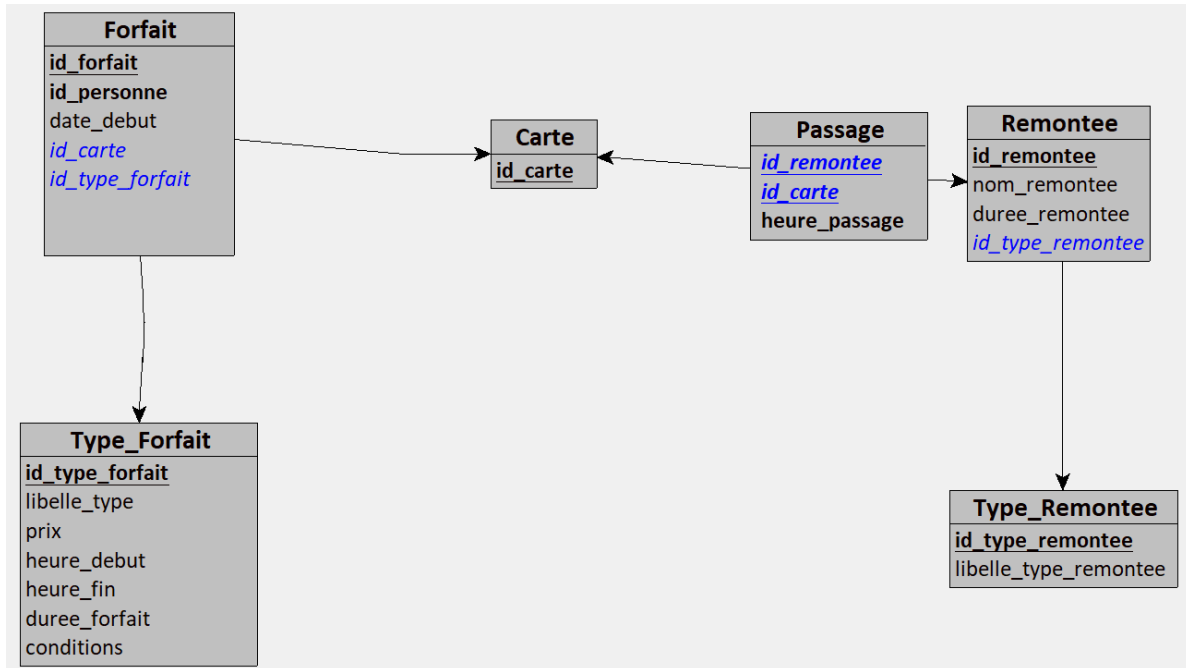 Forfait
id_forfait
id_personne
date_debut
id_carte
id_type_forfait
Carte
id_carte
Passage
id_remontee
id_carte
heure_passage
Remontee
id_remontee
nom_remontee
duree_remontee
id_type_remontee
Type_Forfait
id_type_forfait
libelle_type
prix
heure_debut
heure_fin
duree_forfait
conditions
Type_Remontee
id_type_remontee
libelle_type_remontee